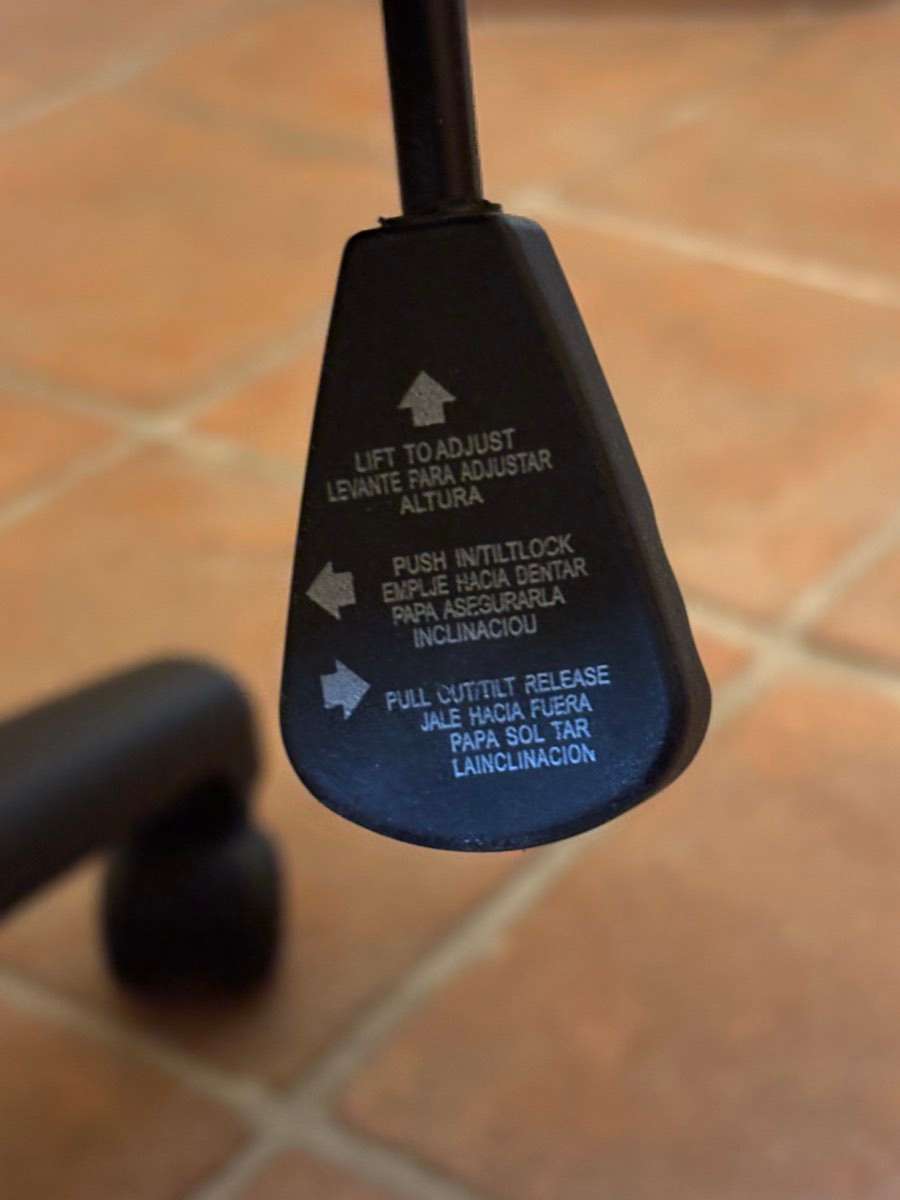 LIFT TO ADJUST
LEVANTE PARA ADJUSTAR
ALTURA
PUSH IN/TILTLOCK
EMPLJE HACIA DENTAR
PAPA ASEGURARLA
INCLINACIOU
PULL OUT/TILT RELEASE
JALE HACIA FUERA
PAPA SOL TAR
LAINCLINACION